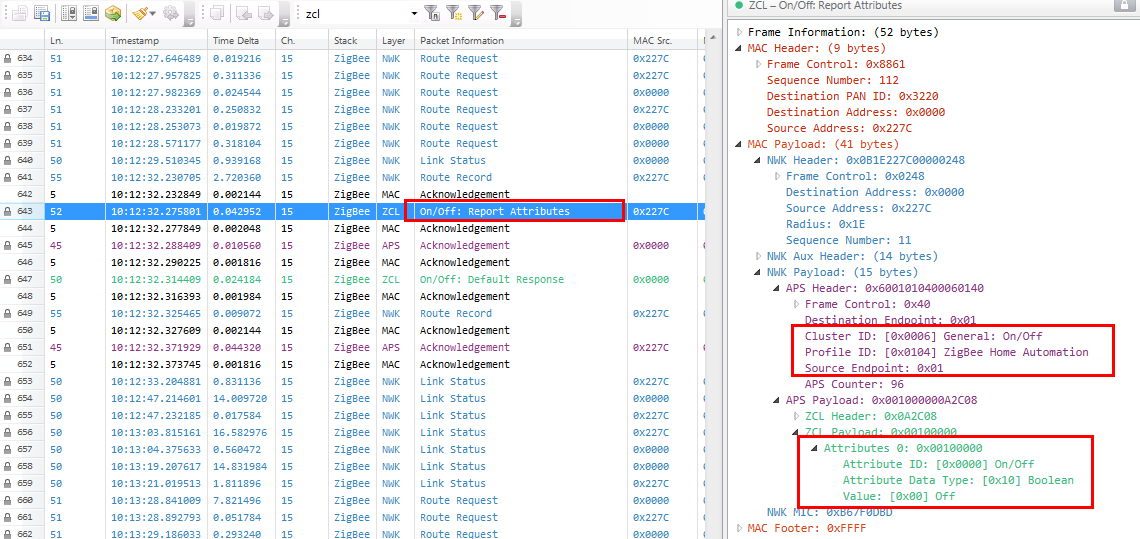 zcl
Ln. Timestamp Time Delta Ch. Stack Layer Packet Information MAC Src.
634 51 10:12:27.646489 0.019216 15 ZigBee NWK Route Request 0x227C
635 51 10:12:27.957825 0.311336 15 ZigBee NWK Route Request 0x227C
636 51 10:12:27.982369 0.024544 15 ZigBee NWK Route Request 0x0000
637 51 10:12:28.233201 0.250832 15 ZigBee NWK Route Request 0x227C
638 51 10:12:28.253073 0.019872 15 ZigBee NWK Route Request 0x0000
639 51 10:12:28.571177 0.318104 15 ZigBee NWK Route Request 0x227C
640 50 10:12:29.510345 0.939168 15 ZigBee NWK Link Status 0x0000
641 55 10:12:32.230705 2.720360 15 ZigBee NWK Route Record 0x227C
642 5 10:12:32.232849 0.002144 15 ZigBee MAC Acknowledgement
643 52 10:12:32.275801 0.042952 15 ZigBee ZCL On/Off: Report Attributes 0x227C
644 5 10:12:32.277849 0.002048 15 ZigBee MAC Acknowledgement
645 45 10:12:32.288409 0.010560 15 ZigBee APS Acknowledgement 0x0000
646 5 10:12:32.290225 0.001816 15 ZigBee MAC Acknowledgement
647 50 10:12:32.314409 0.024184 15 ZigBee ZCL On/Off: Default Response 0x0000
648 5 10:12:32.316393 0.001984 15 ZigBee MAC Acknowledgement
649 55 10:12:32.325465 0.009072 15 ZigBee NWK Route Record 0x227C
650 5 10:12:32.327609 0.002144 15 ZigBee MAC Acknowledgement
651 45 10:12:32.371929 0.044320 15 ZigBee APS Acknowledgement 0x227C
652 5 10:12:32.373745 0.001816 15 ZigBee MAC Acknowledgement
653 50 10:12:33.204881 0.831136 15 ZigBee NWK Link Status 0x227C
654 50 10:12:47.214601 14.009720 15 ZigBee NWK Link Status 0x0000
655 50 10:12:47.232185 0.017584 15 ZigBee NWK Link Status 0x227C
656 50 10:13:03.815161 16.582976 15 ZigBee NWK Link Status 0x227C
657 50 10:13:04.375633 0.560472 15 ZigBee NWK Link Status 0x0000
658 50 10:13:19.207617 14.831984 15 ZigBee NWK Link Status 0x0000
659 50 10:13:21.019513 1.811896 15 ZigBee NWK Link Status 0x227C
660 51 10:13:28.841009 7.821496 15 ZigBee NWK Route Request 0x0000
661 51 10:13:28.892793 0.051784 15 ZigBee NWK Route Request 0x227C
662 51 10:13:29.186033 0.293240 15 ZigBee NWK Route Request 0x0000
ZCL – On/Off: Report Attributes
Frame Information: (52 bytes)
MAC Header: (9 bytes)
Frame Control: 0x8861
Sequence Number: 112
Destination PAN ID: 0x3220
Destination Address: 0x0000
Source Address: 0x227C
MAC Payload: (41 bytes)
NWK Header: 0x0B1E227C00000248
Frame Control: 0x0248
Destination Address: 0x0000
Source Address: 0x227C
Radius: 0x1E
Sequence Number: 11
NWK Aux Header: (14 bytes)
NWK Payload: (15 bytes)
APS Header: 0x6001010400060140
Frame Control: 0x40
Destination Endpoint: 0x01
Cluster ID: [0x0006] General: On/Off
Profile ID: [0x0104] ZigBee Home Automation
Source Endpoint: 0x01
APS Counter: 96
APS Payload: 0x001000000A2C08
ZCL Header: 0x0A2C08
ZCL Payload: 0x00100000
Attributes 0: 0x00100000
Attribute ID: [0x0000] On/Off
Attribute Data Type: [0x10] Boolean
Value: [0x00] Off
NWK MIC: 0xB67F0DBD
MAC Footer: 0xFFFF